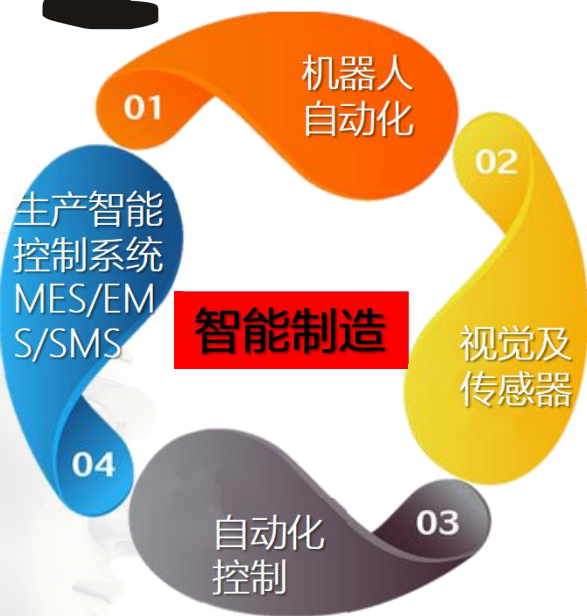 01
机器人
自动化
02
视觉及
传感器
03
自动化
控制
04
生产智能
控制系统
MES/EM
S/SMS
智能制造